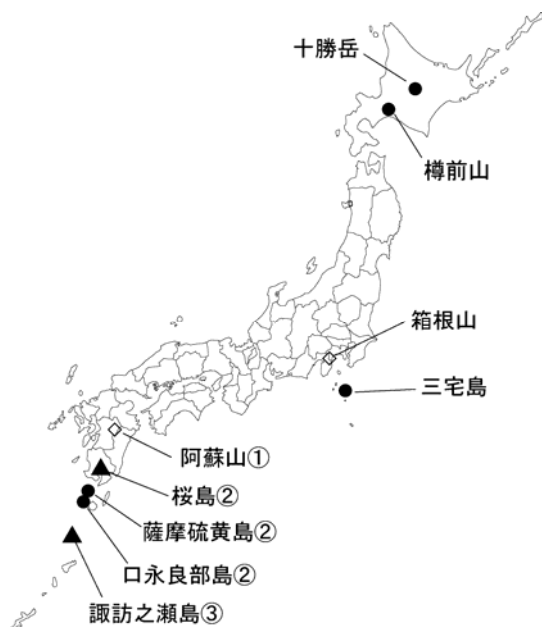 十勝岳
樽前山
箱根山
三宅島
阿蘇山①
桜島②
薩摩硫黄島②
口永良部島②
諏訪之瀬島③